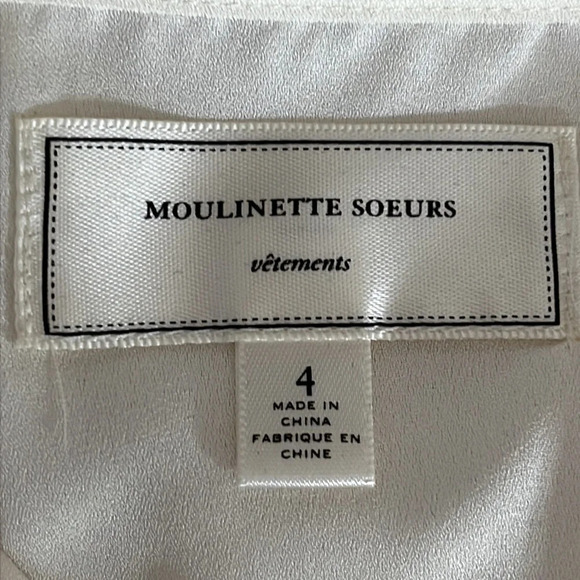 MOULINETTE SOEURS
vêtements
4
MADE IN
CHINA
FABRIQUE EN
CHINE